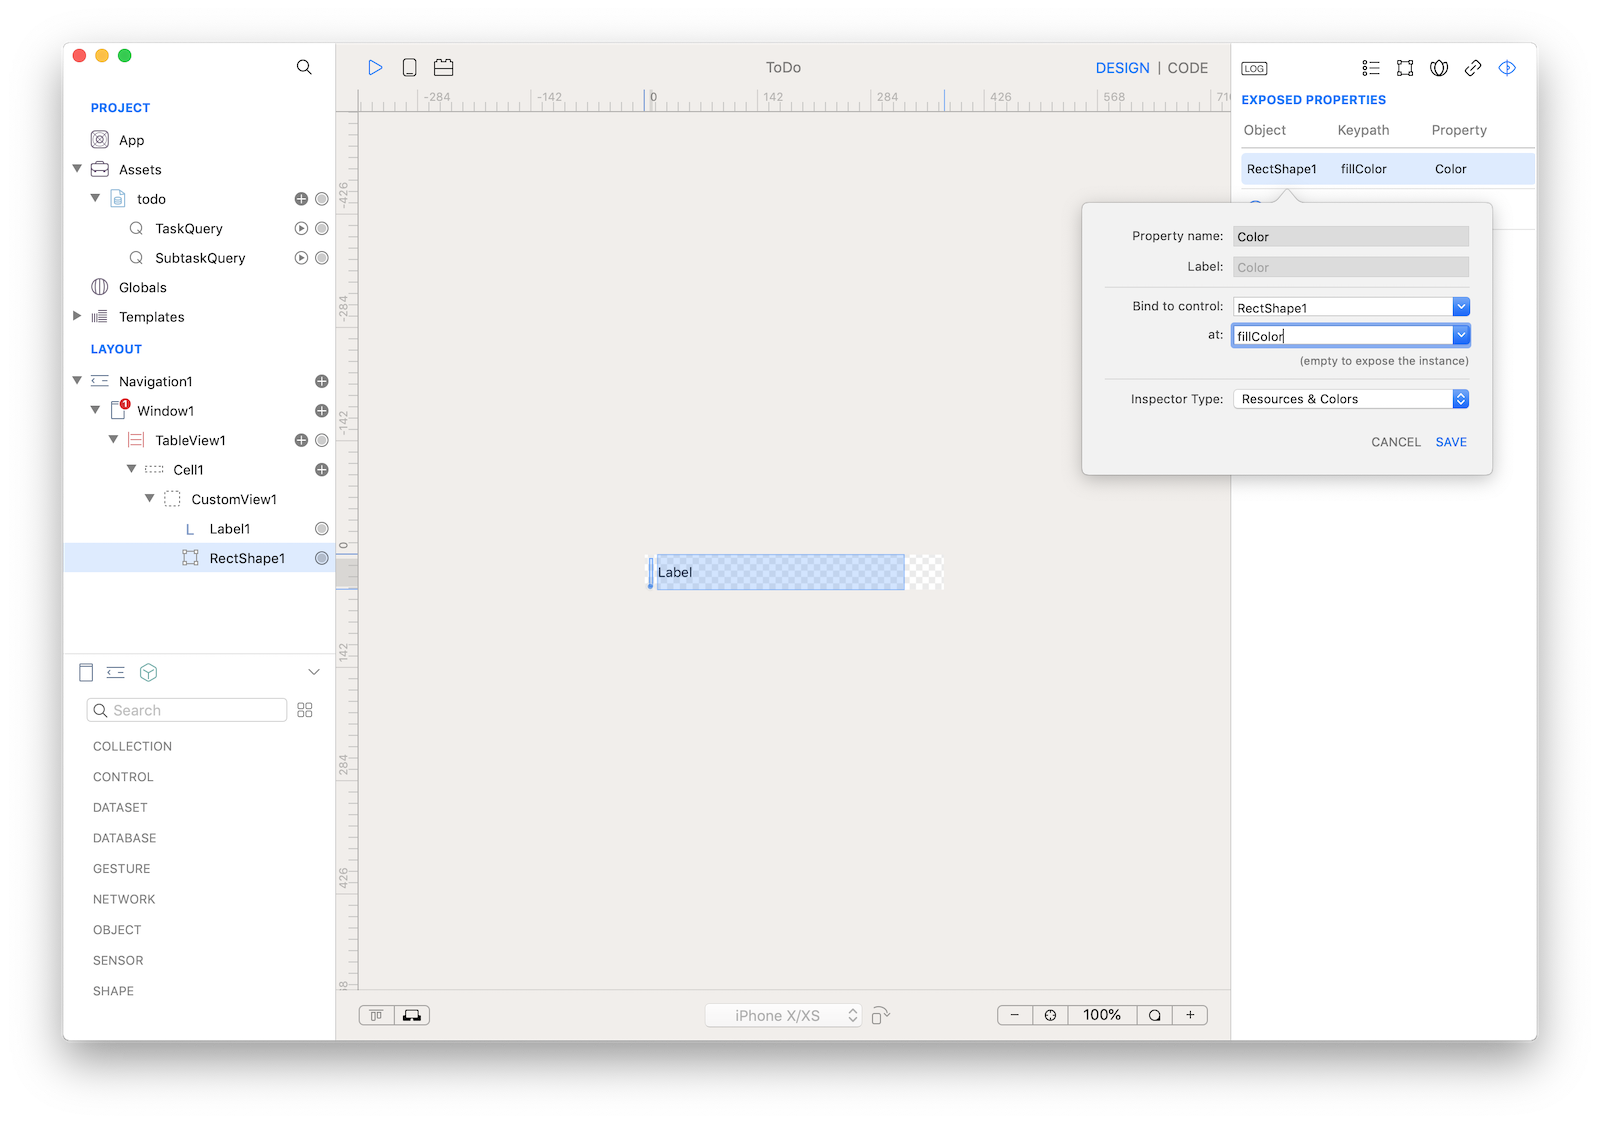 ToDo
DESIGN | CODE
LOG
PROJECT
App
Assets
todo
TaskQuery
SubtaskQuery
Globals
Templates
LAYOUT
Navigation1
1
Window1
TableView1
Cell1
CustomView1
L Label1
RectShape1
Search
COLLECTION
CONTROL
DATASET
DATABASE
GESTURE
NETWORK
OBJECT
SENSOR
SHAPE
-284 -142 0 142 284 426 568 710
-426
-284
-142
0
142
284
426
Label
iPhone X/XS
− 100% +
EXPOSED PROPERTIES
Object Keypath Property
RectShape1 fillColor Color
Property name: Color
Label: Color
Bind to control: RectShape1
at: fillColor
(empty to expose the instance)
Inspector Type: Resources & Colors
CANCEL SAVE